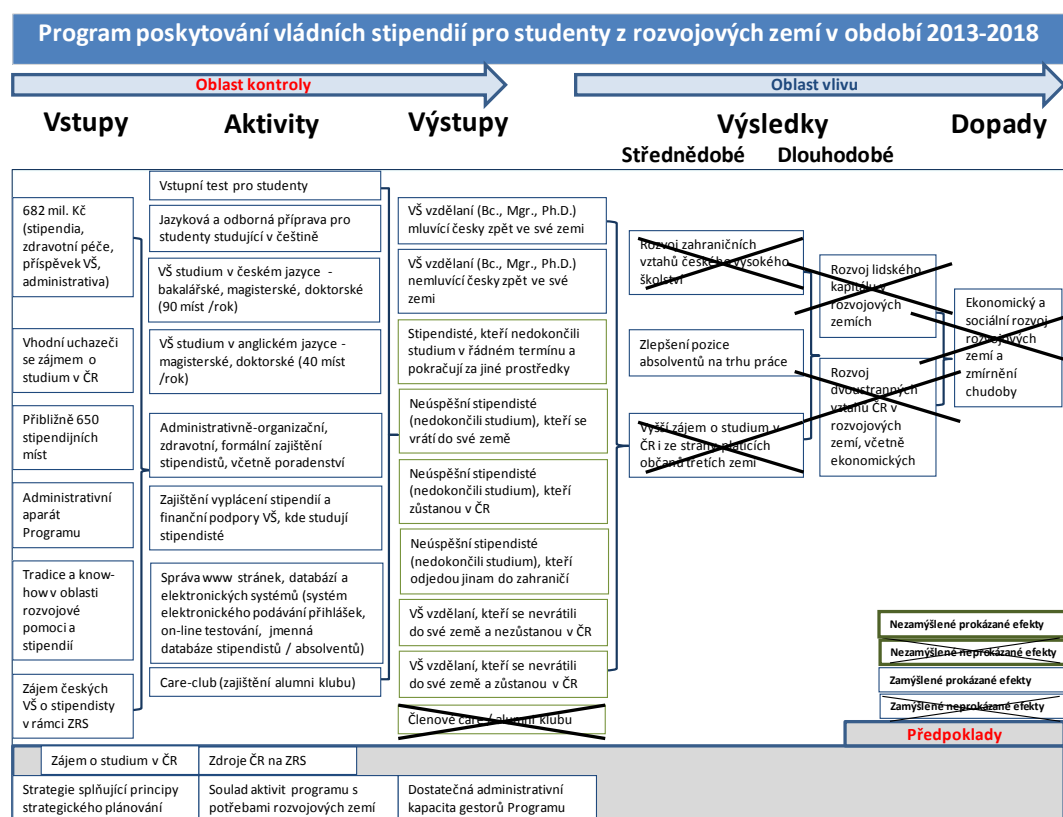 Program poskytování vládních stipendií pro studenty z rozvojových zemí v období 2013-2018
Oblast kontroly
Oblast vlivu
Vstupy
Aktivity
Výstupy
Výsledky
Dopady
Střednědobé
Dlouhodobé
682 mil. Kč
(stipendia,
zdravotní péče,
příspěvek VŠ,
administrativa)
Vhodní uchazeči
se zájmem o
studium v ČR
Přibližně 650
stipendijních
míst
Administrativní
aparát
Programu
Tradice a know-
how v oblasti
rozvojové
pomoci a
stipendií
Zájem českých
VŠ o stipendisty
v rámci ZRS
Vstupní test pro studenty
Jazyková a odborná příprava pro
studenty studující v češtině
VŠ studium v českém jazyce -
bakalářské, magisterské, doktorské
(90 míst /rok)
VŠ studium v anglickém jazyce -
magisterské, doktorské (40 míst
/rok)
Administrativně-organizační,
zdravotní, formální zajištění
stipendistů, včetně poradenství
Zajištění vyplácení stipendií a
finanční podpory VŠ, kde studují
stipendisté
Správa www stránek, databází a
elektronických systémů (systém
elektronického podávání přihlášek,
on-line testování, jmenná
databáze stipendistů / absolventů)
Care-club (zajištění alumni klubu)
VŠ vzdělaní (Bc., Mgr., Ph.D.)
mluvící česky zpět ve své zemi
VŠ vzdělaní (Bc., Mgr., Ph.D.)
nemluvící česky zpět ve své
zemi
Stipendisté, kteří nedokončili
studium v řádném termínu a
pokračují za jiné prostředky
Neúspěšní stipendisté
(nedokončili studium), kteří se
vrátí do své země
Neúspěšní stipendisté
(nedokončili studium), kteří
zůstanou v ČR
Neúspěšní stipendisté
(nedokončili studium), kteří
odjedou jinam do zahraničí
VŠ vzdělaní, kteří se nevrátili
do své země a nezůstanou v ČR
VŠ vzdělaní, kteří se nevrátili
do své země a zůstanou v ČR
Členové care / alumni klubu
Rozvoj zahraničních
vztahů českého vysokého
školství
Zlepšení pozice
absolventů na trhu práce
Vyšší zájem o studium v
ČR i ze strany platících
občanů třetích zemi
Rozvoj lidského
kapitálu v
rozvojových
zemích
Rozvoj
dvoustranných
vztahů ČR v
rozvojových
zemí, včetně
ekonomických
Ekonomický a
sociální rozvoj
rozvojových
zemí a
zmírnění
chudoby
Nezamýšlené prokázané efekty
Nezamýšlené neprokázané efekty
Zamýšlené prokázané efekty
Zamýšlené neprokázané efekty
Předpoklady
Zájem o studium v ČR
Zdroje ČR na ZRS
Strategie splňující principy
strategického plánování
Soulad aktivit programu s
potřebami rozvojových zemí
Dostatečná administrativní
kapacita gestorů Programu